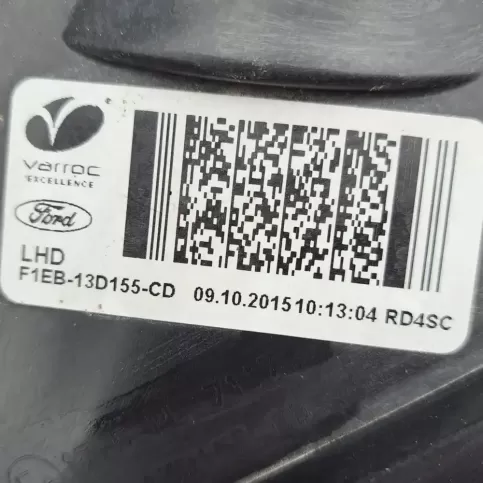 varroc
EXCELLENCE
Ford
LHD
F1EB-13D155-CD 09.10.2015 10:13:04 RD4SC